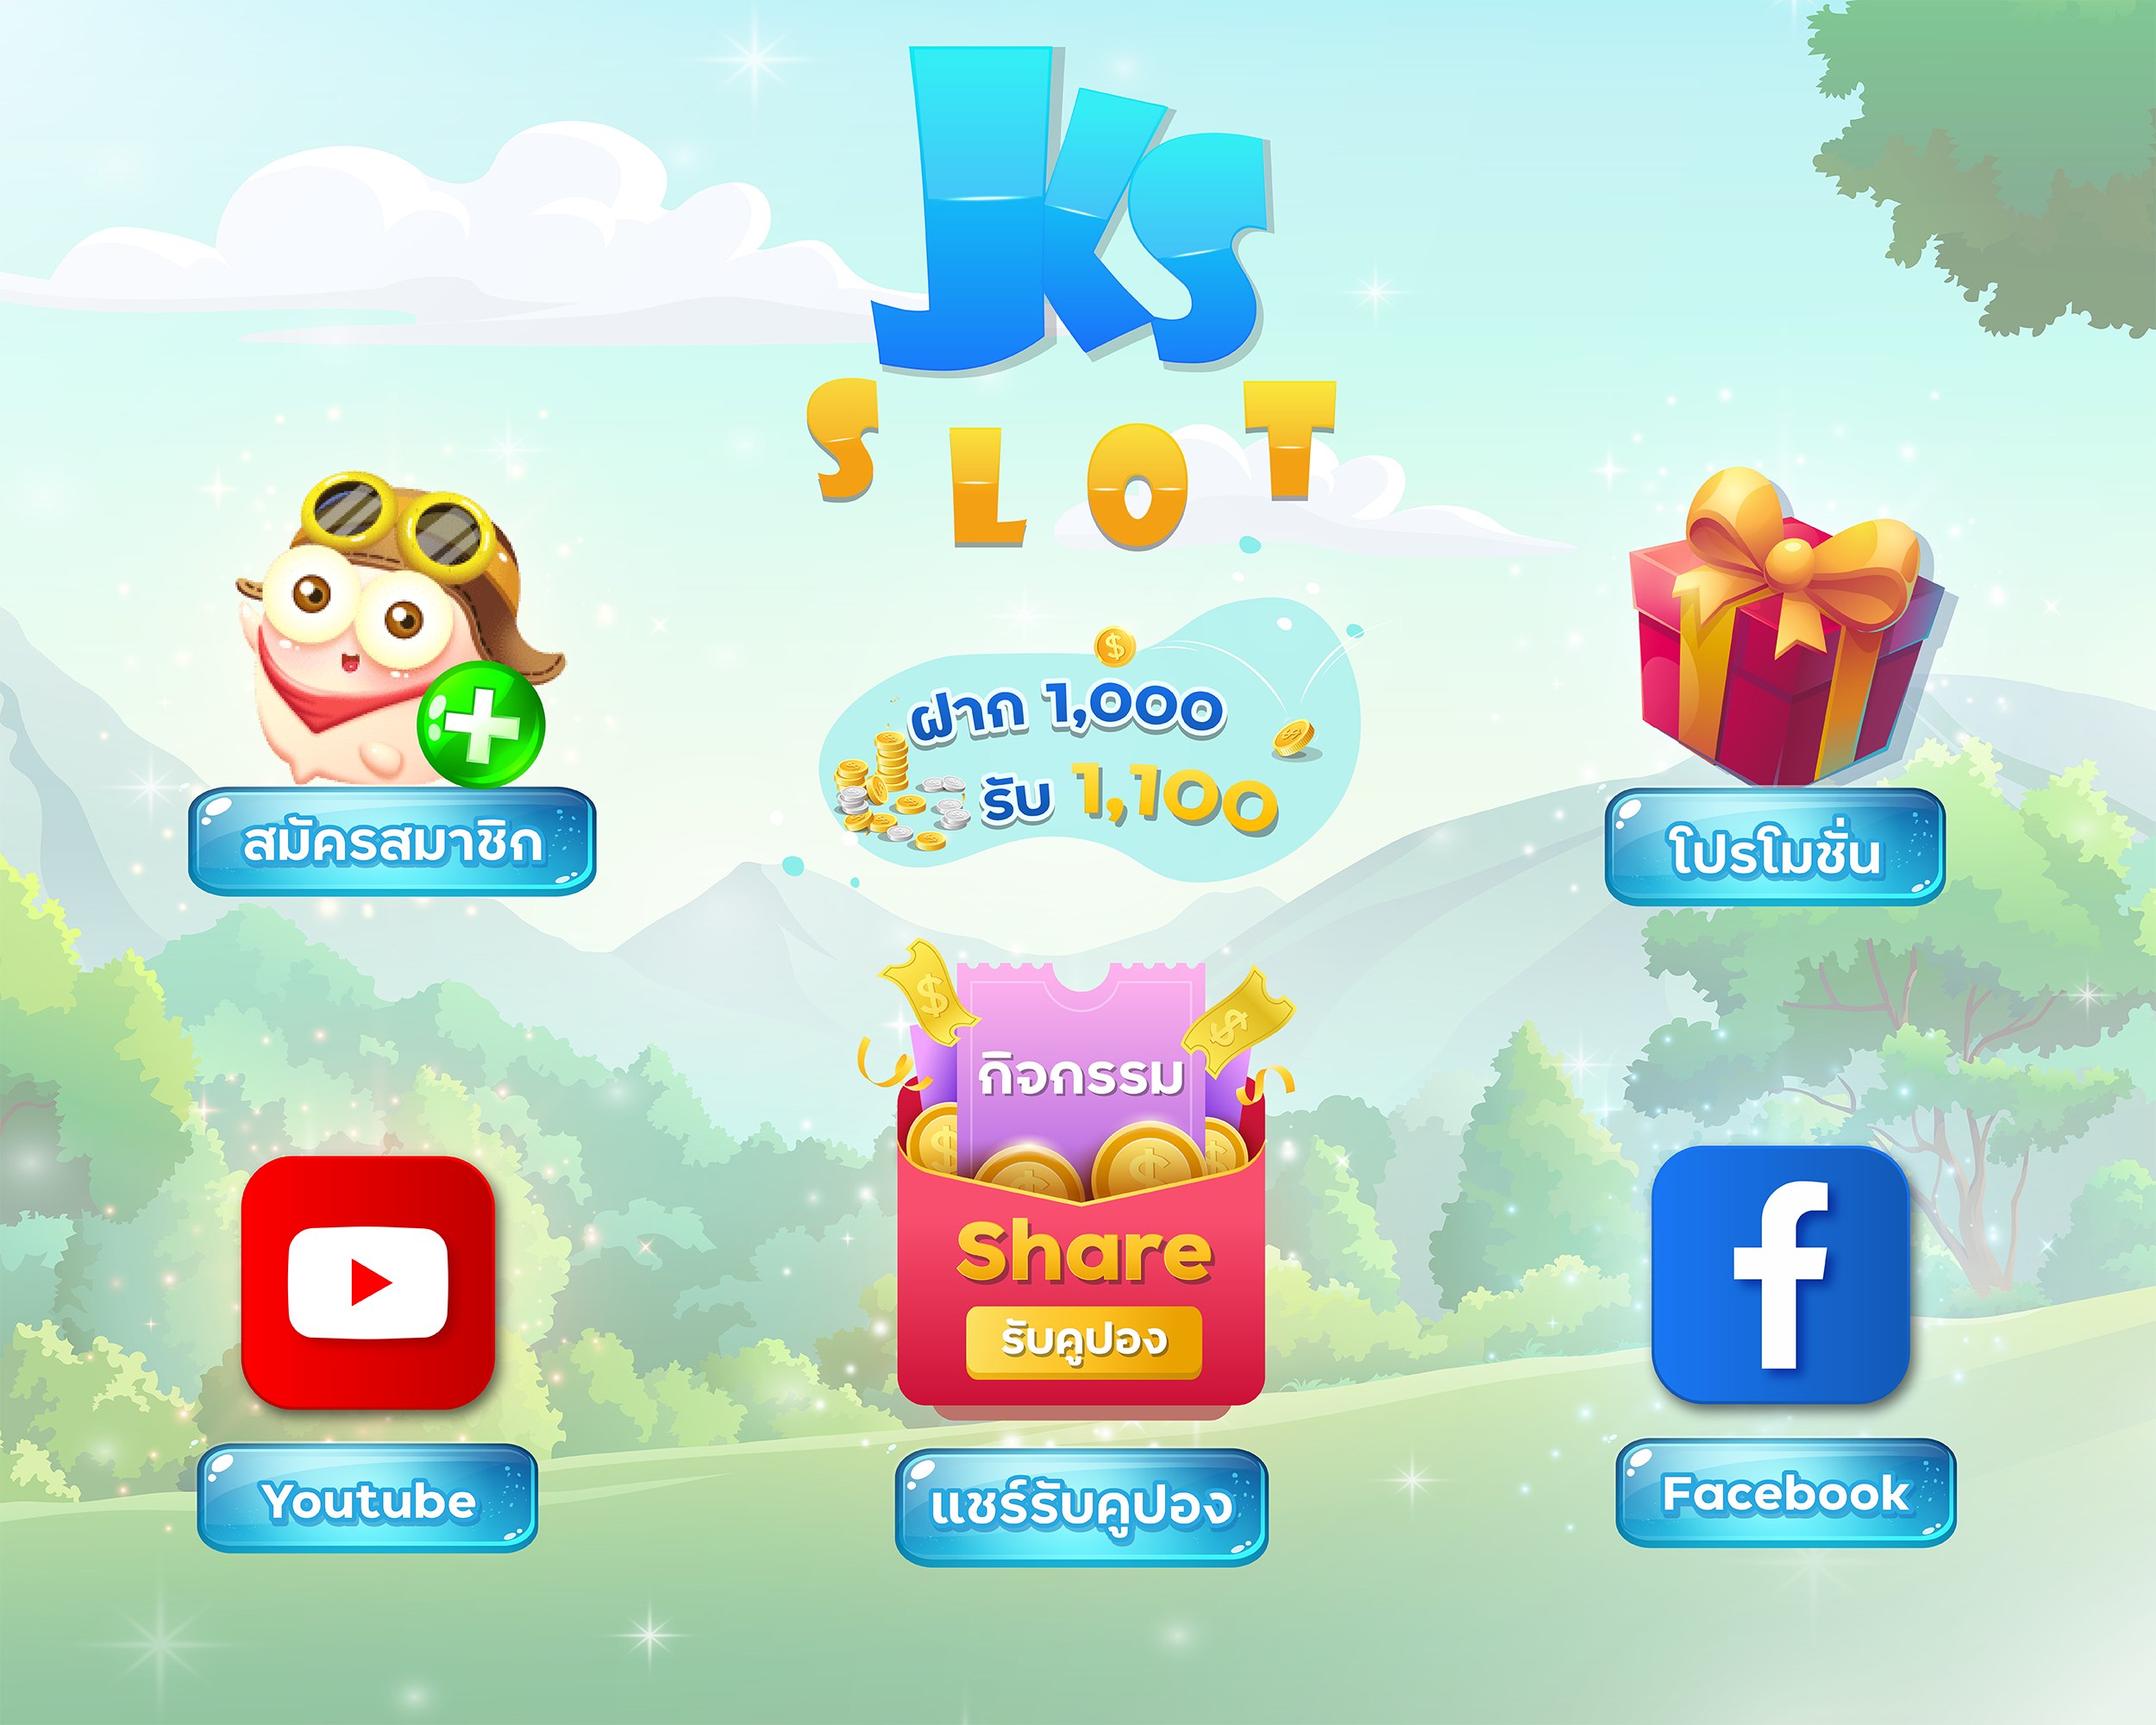 JKS
SLOT
ฝาก 1,000
รับ 1,100
สมัครสมาชิก
โปรโมชั่น
กิจกรรม
Share
รับคูปอง
Youtube
แชร์รับคูปอง
Facebook